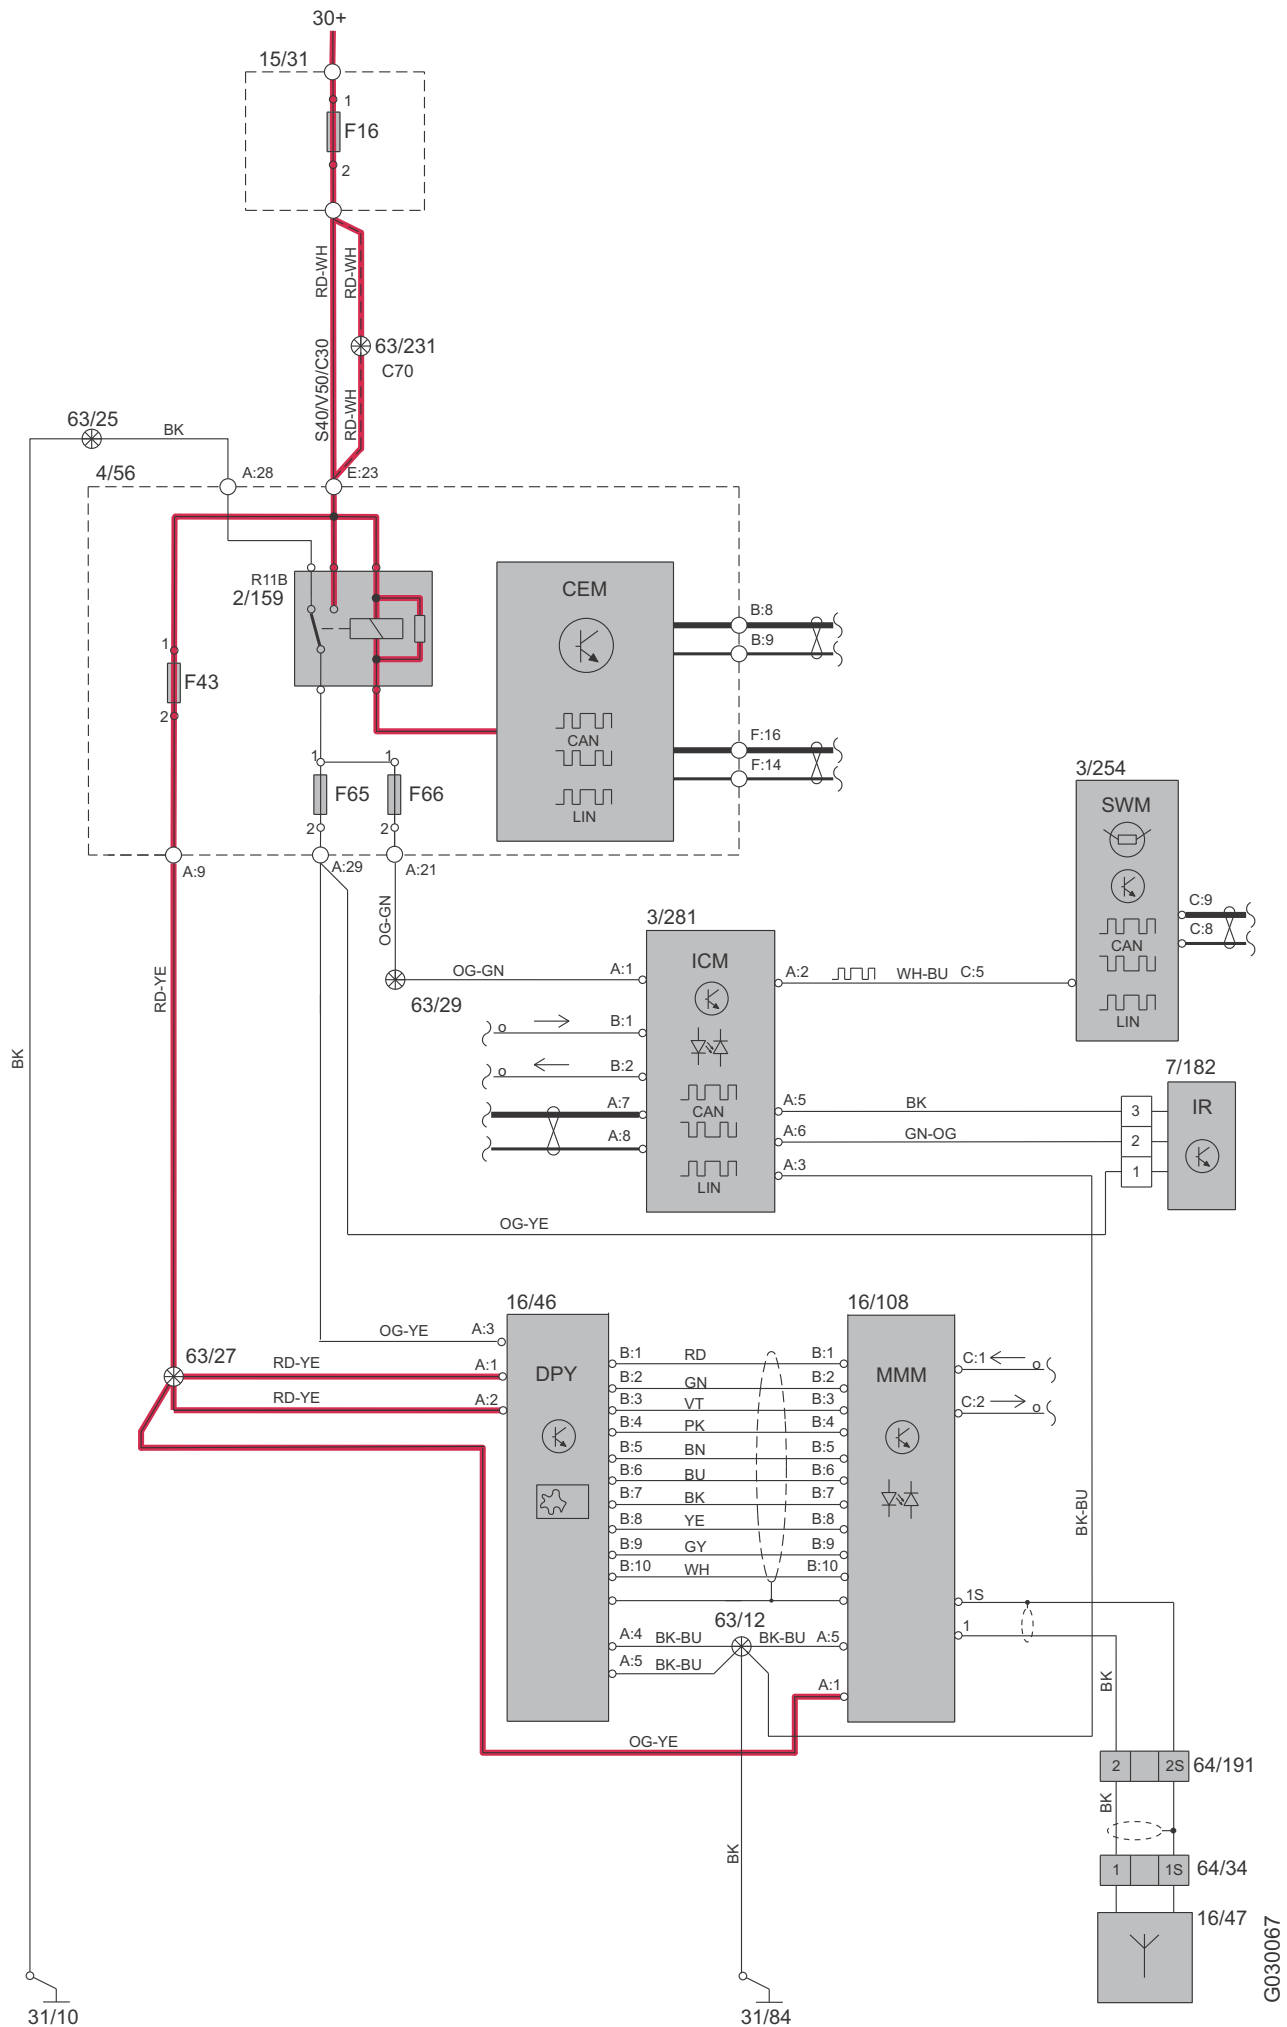 30+
15/31
1
F16
2
RD-WH
RD-WH
S40/V50/C30
63/231
C70
RD-WH
63/25
BK
4/56
A:28
E:23
R11B
2/159
CEM
B:8
B:9
1
F43
2
CAN
F:16
F:14
LIN
1
1
F65
F66
2
2
A:9
A:29
A:21
3/254
SWM
C:9
C:8
CAN
LIN
OG-GN
RD-YE
BK
3/281
ICM
OG-GN
A:1
63/29
A:2
WH-BU
C:5
o
B:1
o
B:2
A:7
CAN
A:8
LIN
A:5
BK
A:6
GN-OG
A:3
7/182
IR
3
2
1
OG-YE
16/46
16/108
OG-YE
A:3
63/27
RD-YE
A:1
RD-YE
A:2
DPY
MMM
B:1
RD
B:1
B:2
GN
B:2
B:3
VT
B:3
B:4
PK
B:4
B:5
BN
B:5
B:6
BU
B:6
B:7
BK
B:7
B:8
YE
B:8
B:9
GY
B:9
B:10
WH
B:10
C:1
o
C:2
o
BK-BU
1S
1
63/12
A:4
BK-BU
BK-BU
A:5
A:5
BK-BU
A:1
OG-YE
BK
2
2S
64/191
BK
BK
1
1S
64/34
16/47
31/10
31/84
G030067